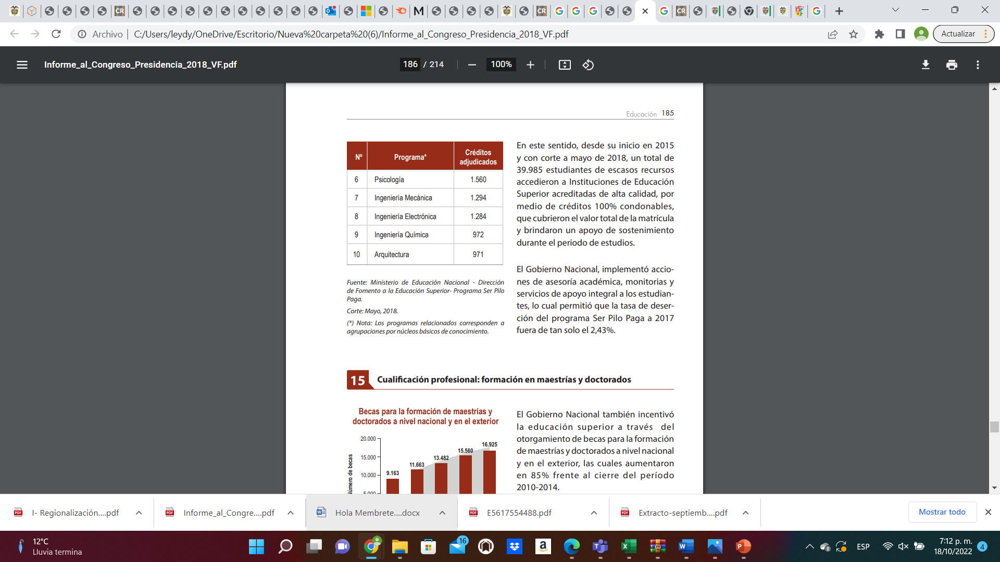 Archivo
C:/Users/leydy/OneDrive/Escritorio/Nueva%20carpeta%20(6)/Informe_al_Congreso_Presidencia_2018_VF.pdf
Actualizar
Informe_al_Congreso_Presidencia_2018_VF.pdf
186 / 214
100%
Educación 185
Nº Programa* Créditos adjudicados
6 Psicología 1.560
7 Ingeniería Mecánica 1.294
8 Ingeniería Electrónica 1.284
9 Ingeniería Química 972
10 Arquitectura 971
Fuente: Ministerio de Educación Nacional - Dirección
de Fomento a la Educación Superior- Programa Ser Pilo
Paga.
Corte: Mayo, 2018.
(*) Nota: Los programas relacionados corresponden a
agrupaciones por núcleos básicos de conocimiento.
En este sentido, desde su inicio en 2015
y con corte a mayo de 2018, un total de
39.985 estudiantes de escasos recursos
accedieron a Instituciones de Educación
Superior acreditadas de alta calidad, por
medio de créditos 100% condonables,
que cubrieron el valor total de la matrícula
y brindaron un apoyo de sostenimiento
durante el periodo de estudios.
El Gobierno Nacional, implementó accio-
nes de asesoría académica, monitorias y
servicios de apoyo integral a los estudian-
tes, lo cual permitió que la tasa de deser-
ción del programa Ser Pilo Paga a 2017
fuera de tan solo el 2,43%.
15 Cualificación profesional: formación en maestrías y doctorados
Becas para la formación de maestrías y
doctorados a nivel nacional y en el exterior
20.000
15.000
10.000
5.000
Número de becas
9.163
11.663
13.482
15.560
16.925
El Gobierno Nacional también incentivó
la educación superior a través del
otorgamiento de becas para la formación
de maestrías y doctorados a nivel nacional
y en el exterior, las cuales aumentaron
en 85% frente al cierre del período
2010-2014.
I- Regionalización....pdf
Informe_al_Congre....pdf
Hola Membrete....docx
E5617554488.pdf
Extracto-septiemb....pdf
Mostrar todo
12°C
Lluvia termina
16
ESP
7:12 p. m.
18/10/2022
4